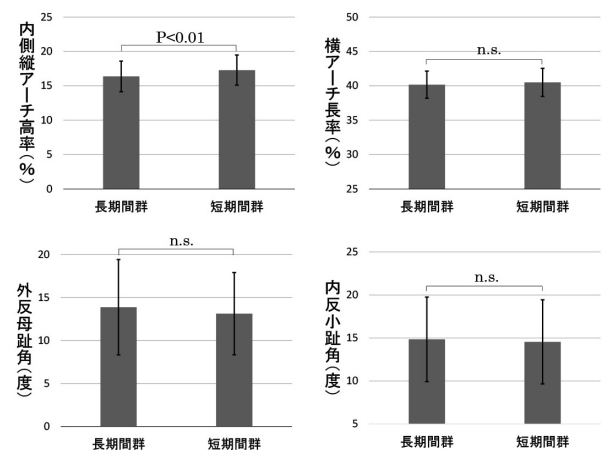 内側縦アーチ高率(%)
25
20
15
10
5
0
P<0.01
長期間群 短期間群
横アーチ長率(%)
50
45
40
35
30
25
n.s.
長期間群 短期間群
外反母趾角(度)
20
15
10
5
0
n.s.
長期間群 短期間群
内反小趾角(度)
25
20
15
10
5
n.s.
長期間群 短期間群